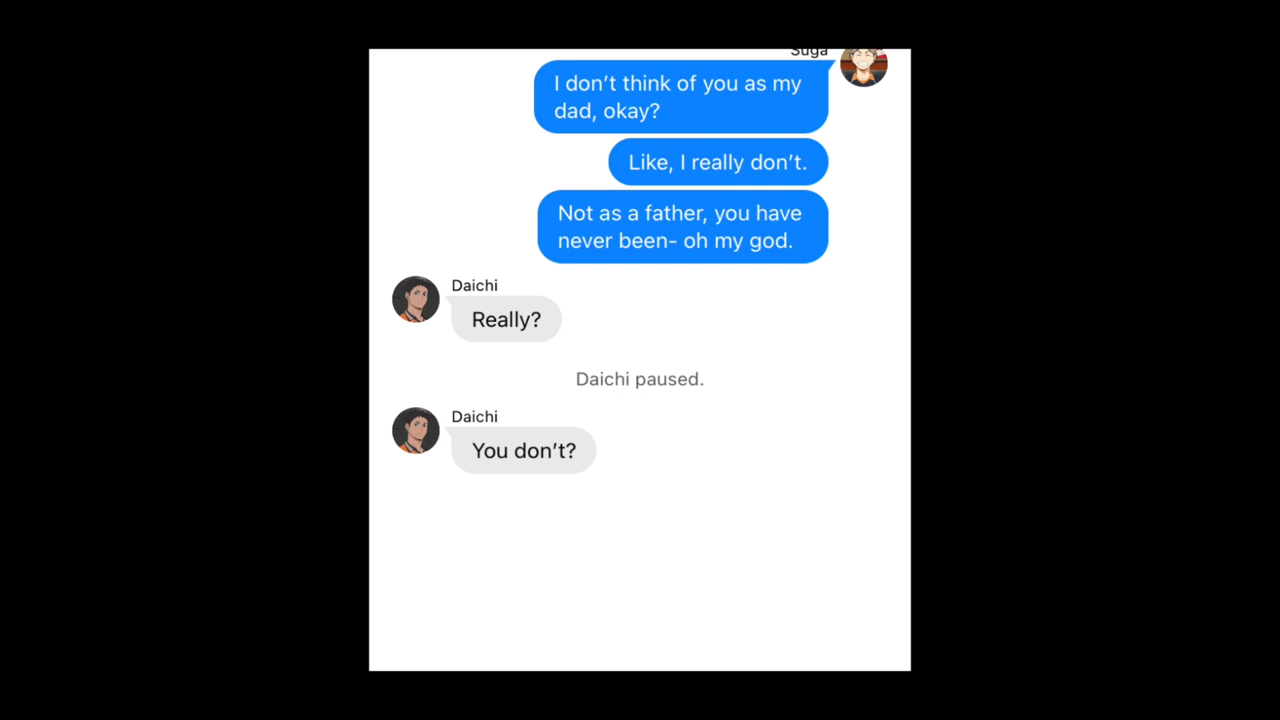 Suga
I don’t think of you as my
dad, okay?
Like, I really don’t.
Not as a father, you have
never been- oh my god.
Daichi
Really?
Daichi paused.
Daichi
You don’t?